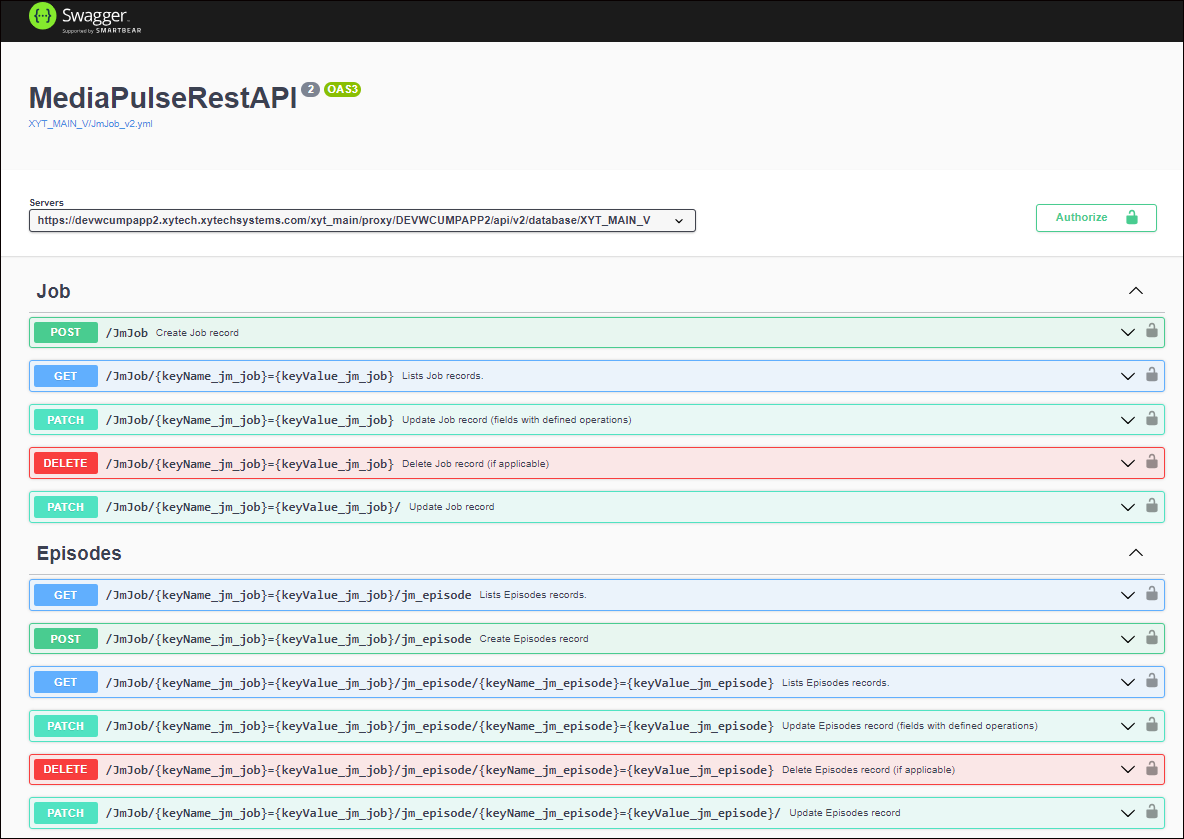 Swagger
Supported by SMARTBEAR
MediaPulseRestAPI 2 OAS3
XYT_MAIN_V/JmJob_v2.yml
Servers
https://devwcumpapp2.xytech.xytechsystems.com/xyt_main/proxy/DEVWCUMPAPP2/api/v2/database/XYT_MAIN_V
Authorize
Job
POST /JmJob Create Job record
GET /JmJob/{keyName_jm_job}={keyValue_jm_job} Lists Job records.
PATCH /JmJob/{keyName_jm_job}={keyValue_jm_job} Update Job record (fields with defined operations)
DELETE /JmJob/{keyName_jm_job}={keyValue_jm_job} Delete Job record (if applicable)
PATCH /JmJob/{keyName_jm_job}={keyValue_jm_job}/ Update Job record
Episodes
GET /JmJob/{keyName_jm_job}={keyValue_jm_job}/jm_episode Lists Episodes records.
POST /JmJob/{keyName_jm_job}={keyValue_jm_job}/jm_episode Create Episodes record
GET /JmJob/{keyName_jm_job}={keyValue_jm_job}/jm_episode/{keyName_jm_episode}={keyValue_jm_episode} Lists Episodes records.
PATCH /JmJob/{keyName_jm_job}={keyValue_jm_job}/jm_episode/{keyName_jm_episode}={keyValue_jm_episode} Update Episodes record (fields with defined operations)
DELETE /JmJob/{keyName_jm_job}={keyValue_jm_job}/jm_episode/{keyName_jm_episode}={keyValue_jm_episode} Delete Episodes record (if applicable)
PATCH /JmJob/{keyName_jm_job}={keyValue_jm_job}/jm_episode/{keyName_jm_episode}={keyValue_jm_episode}/ Update Episodes record